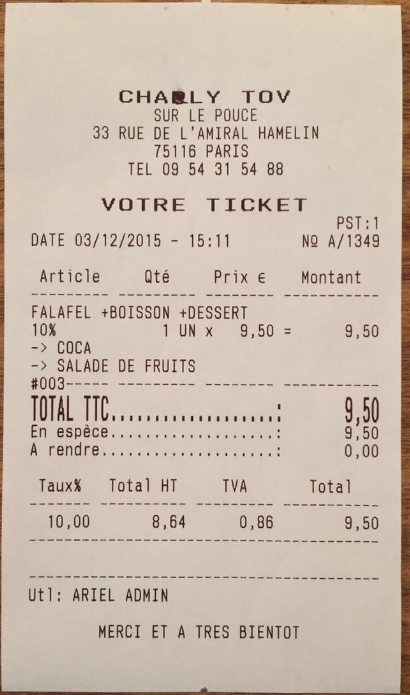 CHARLY TOV
SUR LE POUCE
33 RUE DE L'AMIRAL HAMELIN
75116 PARIS
TEL 09 54 31 54 88
VOTRE TICKET
PST:1
DATE 03/12/2015 - 15:11 Nº A/1349
Article Qté Prix € Montant
FALAFEL +BOISSON +DESSERT
10% 1 UN x 9,50 = 9,50
-> COCA
-> SALADE DE FRUITS
#003----- -------- ---------- -----------
TOTAL TTC...................: 9,50
En espèce...................: 9,50
A rendre....................: 0,00
Taux% Total HT TVA Total
10,00 8,64 0,86 9,50
Utl: ARIEL ADMIN
MERCI ET A TRES BIENTOT